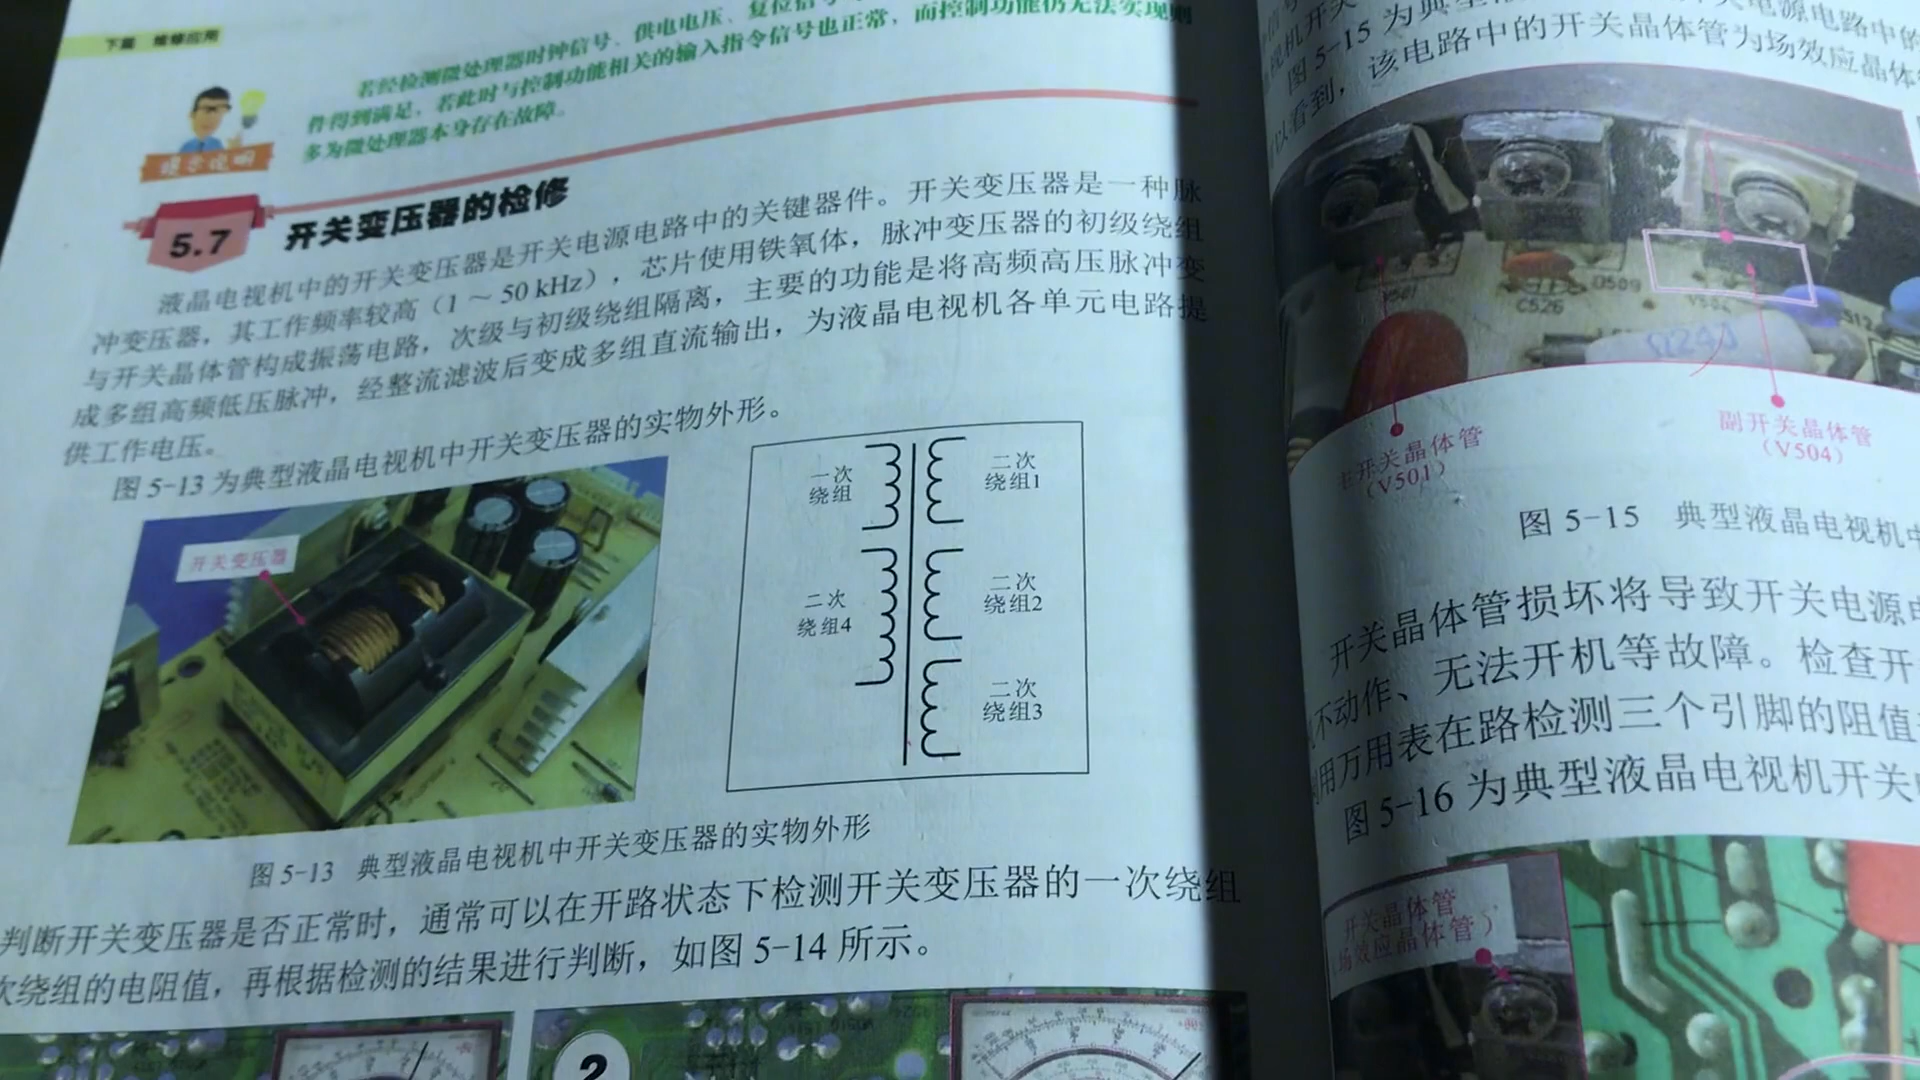 下篇 维修应用
若经检测微处理器时钟信号、供电电压、复位信号
件得到满足，若此时与控制功能相关的输入指令信号也正常，而控制功能仍无法实现则
多为微处理器本身存在故障。
提示说明
5.7 开关变压器的检修
液晶电视机中的开关变压器是开关电源电路中的关键器件。开关变压器是一种脉
冲变压器，其工作频率较高（1～50 kHz），芯片使用铁氧体，脉冲变压器的初级绕组
与开关晶体管构成振荡电路，次级与初级绕组隔离，主要的功能是将高频高压脉冲变
成多组高频低压脉冲，经整流滤波后变成多组直流输出，为液晶电视机各单元电路提
供工作电压。
图 5-13 为典型液晶电视机中开关变压器的实物外形。
开关变压器
一次
绕组
二次
绕组4
二次
绕组1
二次
绕组2
二次
绕组3
图 5-13 典型液晶电视机中开关变压器的实物外形
判断开关变压器是否正常时，通常可以在开路状态下检测开关变压器的一次绕组
次绕组的电阻值，再根据检测的结果进行判断，如图 5-14 所示。
2
电源电路中的
图 5-15 为典型
以看到，该电路中的开关晶体管为场效应晶体
C526
主开关晶体管
（V501）
副开关晶体管
（V504）
图 5-15 典型液晶电视机中
开关晶体管损坏将导致开关电源电
不动作、无法开机等故障。检查开
用万用表在路检测三个引脚的阻值
图 5-16 为典型液晶电视机开关
开关晶体管
场效应晶体管）